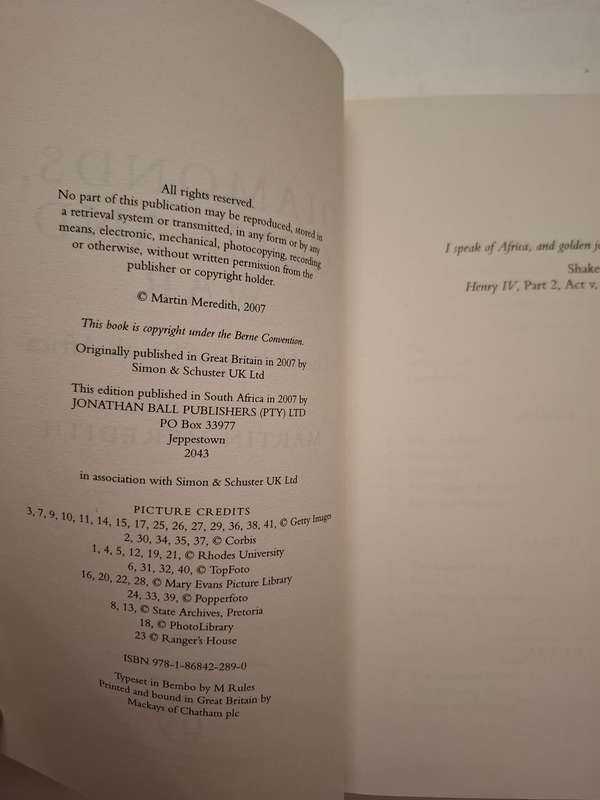 All rights reserved.
No part of this publication may be reproduced, stored in
a retrieval system or transmitted, in any form or by any
means, electronic, mechanical, photocopying, recording
or otherwise, without written permission from the
publisher or copyright holder.
© Martin Meredith, 2007
This book is copyright under the Berne Convention.
Originally published in Great Britain in 2007 by
Simon & Schuster UK Ltd
This edition published in South Africa in 2007 by
JONATHAN BALL PUBLISHERS (PTY) LTD
PO Box 33977
Jeppestown
2043
in association with Simon & Schuster UK Ltd
PICTURE CREDITS
3, 7, 9, 10, 11, 14, 15, 17, 25, 26, 27, 29, 36, 38, 41, © Getty Images
2, 30, 34, 35, 37, © Corbis
1, 4, 5, 12, 19, 21, © Rhodes University
6, 31, 32, 40, © TopFoto
16, 20, 22, 28, © Mary Evans Picture Library
24, 33, 39, © Popperfoto
8, 13, © State Archives, Pretoria
18, © PhotoLibrary
23 © Ranger's House
ISBN 978-1-86842-289-0
Typeset in Bembo by M Rules
Printed and bound in Great Britain by
Mackays of Chatham plc
I speak of Africa, and golden
Shake
Henry IV, Part 2, Act v,